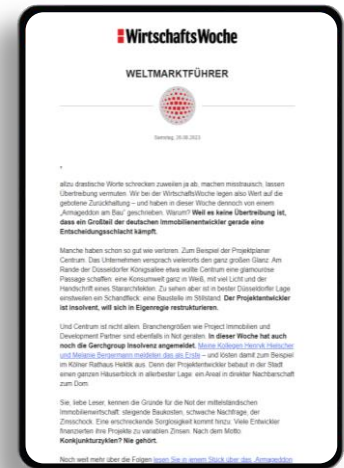 WirtschaftsWoche
WELTMARKTFÜHRER
allzu drastische Worte schrecken zuweilen ja ab, machen misstrauisch, lassen
Übertreibung vermuten. Wir bei der WirtschaftsWoche legen also Wert auf die
gebotene Zurückhaltung – und haben in dieser Woche dennoch von einem
„Armageddon am Bau“ geschrieben. Warum? Weil es keine Übertreibung ist,
dass ein Großteil der deutschen Immobilienentwickler gerade eine
Entscheidungsschlacht kämpft.
Manche haben schon so gut wie verloren. Zum Beispiel der Projektplaner
Centrum. Das Unternehmen versprach vielerorts den ganz großen Glanz: Am
Rande der Düsseldorfer Königsallee etwa wollte Centrum eine glamouröse
Passage schaffen, eine Konsumwelt ganz in Weiß, mit viel Licht und der
Handschrift eines Stararchitekten. Zu sehen aber ist in bester Düsseldorfer Lage
einstweilen ein Schandfleck: eine Baustelle im Stillstand. Der Projektentwickler
ist insolvent, will sich in Eigenregie restrukturieren.
Und Centrum ist nicht allein. Branchengrößen wie Project Immobilien und
Development Partner sind ebenfalls in Not geraten. In dieser Woche hat auch
noch die Gerchgroup Insolvenz angemeldet. Meine Kollegen Henryk Hielscher
und Melanie Bergermann meldeten das als Erste – und lösten damit zum Beispiel
im Kölner Rathaus Hektik aus. Denn der Projektentwickler bebaut in der Stadt
einen ganzen Häuserblock in allerbester Lage: ein Areal in direkter Nachbarschaft
zum Dom.
Sie, liebe Leser, kennen die Gründe für die Not der mittelständischen
Immobilienwirtschaft: steigende Baukosten, schwache Nachfrage, der
Zinsschock. Eine erschreckende Sorglosigkeit kommt hinzu: Viele Entwickler
finanzierten ihre Projekte zu variablen Zinsen. Nach dem Motto:
Konjunkturzyklen? Nie gehört.
Noch weit mehr über die Folgen lesen Sie in einem Stück über das „Armageddon